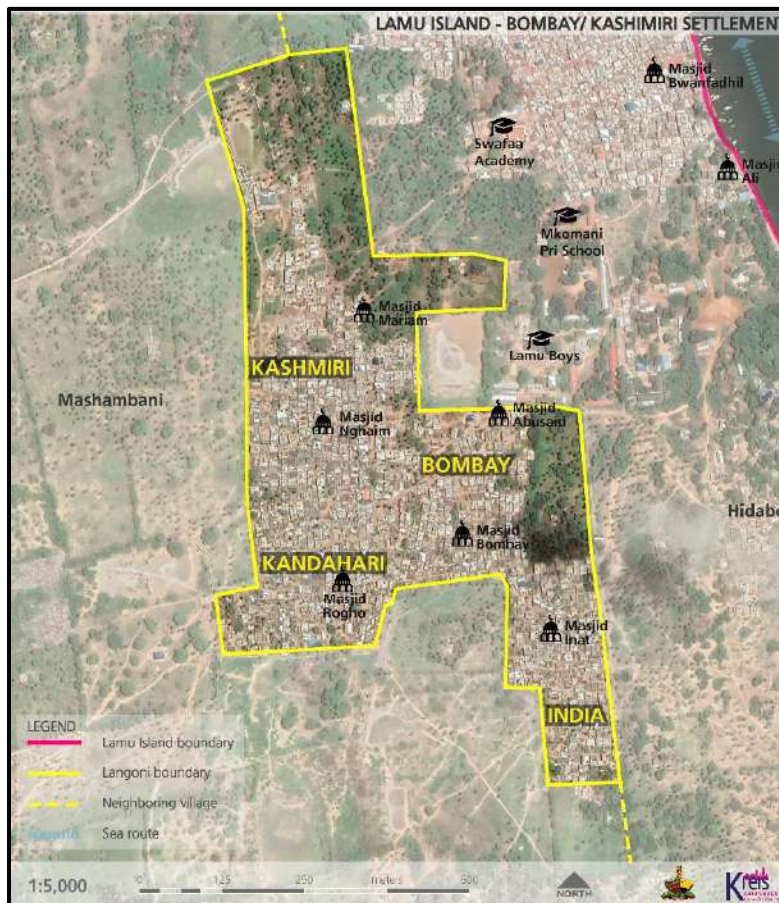 LAMU ISLAND - BOMBAY/ KASHIMIRI SETTLEMENT
Masjid
Bwanfadhil
Swafaa
Academy
Masjid
Ali
Mkomani
Pri School
Masjid
Mariam
Lamu Boys
KASHMIRI
Mashambani
Masjid
Nghaim
Masjid
Abusaid
BOMBAY
Masjid
Bombay
KANDAHARI
Masjid
Rogho
Masjid
Inat
INDIA
LEGEND
Lamu Island boundary
Langoni boundary
Neighboring village
Sea route
1:5,000
0 125 250 meters 500
NORTH
Kreis